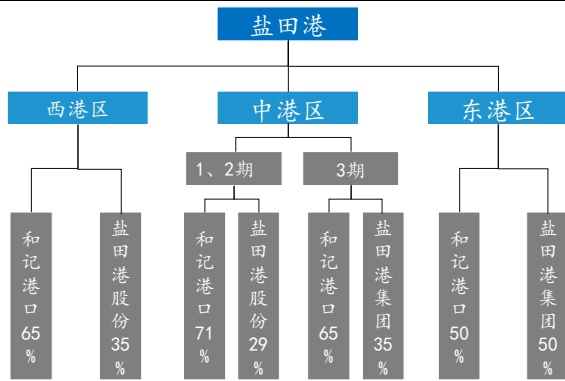 盐田港
西港区
中港区
东港区
1、2期
3期
和记港口65%
盐田港股份35%
和记港口71%
盐田港股份29%
和记港口65%
盐田港集团35%
和记港口50%
盐田港集团50%